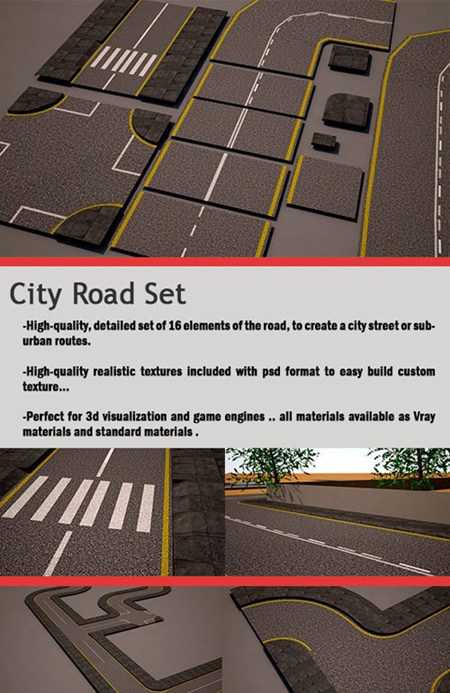 City Road Set
-High-quality, detailed set of 16 elements of the road, to create a city street or sub-
urban routes.
-High-quality realistic textures included with psd format to easy build custom
texture...
-Perfect for 3d visualization and game engines .. all materials available as Vray
materials and standard materials .